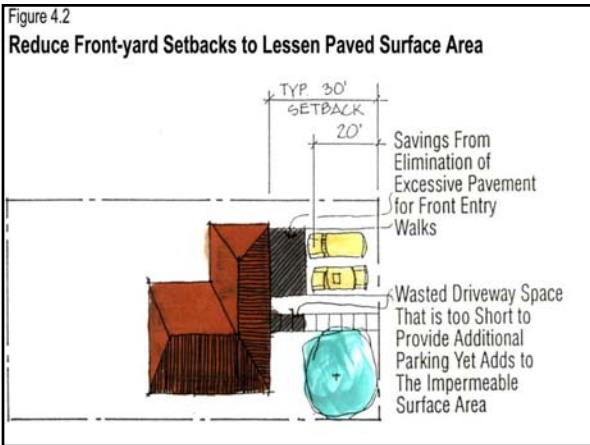 Figure 4.2
Reduce Front-yard Setbacks to Lessen Paved Surface Area
TYP. 30'
SETBACK
20'
Savings From
Elimination of
Excessive Pavement
for Front Entry
Walks
Wasted Driveway Space
That is too Short to
Provide Additional
Parking Yet Adds to
The Impermeable
Surface Area